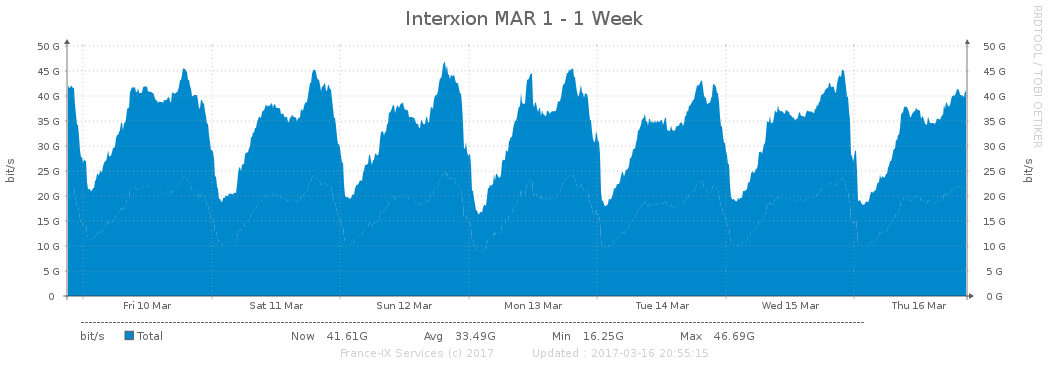 Interxion MAR 1 - 1 Week
RRDTOOL / TOBI OETIKER
50 G 50 G
45 G 45 G
40 G 40 G
35 G 35 G
30 G 30 G
25 G 25 G
20 G 20 G
15 G 15 G
10 G 10 G
5 G 5 G
0 0 G
bit/s bit/s
Fri 10 Mar Sat 11 Mar Sun 12 Mar Mon 13 Mar Tue 14 Mar Wed 15 Mar Thu 16 Mar
bit/s Total Now 41.61G Avg 33.49G Min 16.25G Max 46.69G
France-IX Services (c) 2017 Updated : 2017-03-16 20:55:15